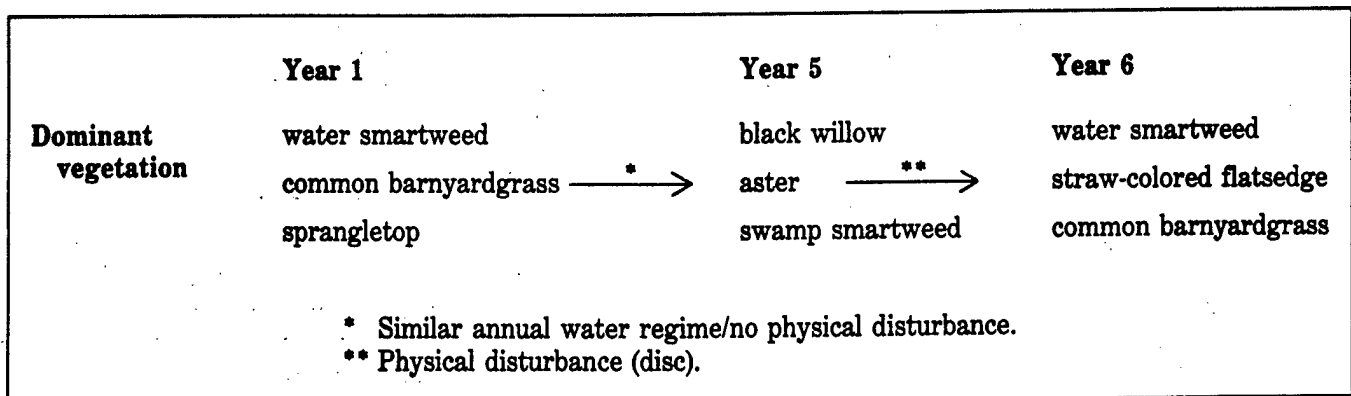 Year 1 Year 5 Year 6
Dominant water smartweed black willow water smartweed
vegetation common barnyardgrass * aster ** straw-colored flatsedge
sprangletop swamp smartweed common barnyardgrass
* Similar annual water regime/no physical disturbance.
** Physical disturbance (disc).